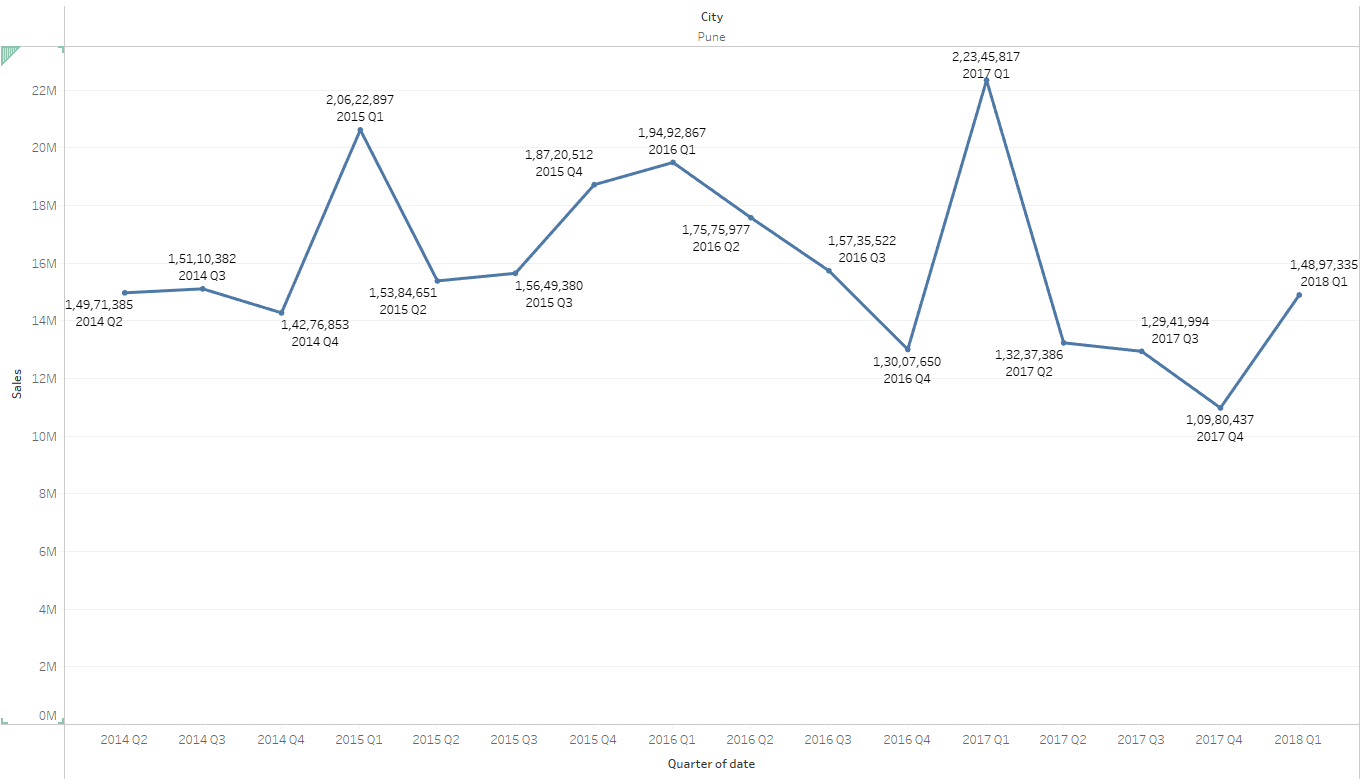 City
Pune
Sales
22M
20M
18M
16M
14M
12M
10M
8M
6M
4M
2M
0M
1,49,71,385
2014 Q2
1,51,10,382
2014 Q3
1,42,76,853
2014 Q4
2,06,22,897
2015 Q1
1,53,84,651
2015 Q2
1,56,49,380
2015 Q3
1,87,20,512
2015 Q4
1,94,92,867
2016 Q1
1,75,75,977
2016 Q2
1,57,35,522
2016 Q3
1,30,07,650
2016 Q4
2,23,45,817
2017 Q1
1,32,37,386
2017 Q2
1,29,41,994
2017 Q3
1,09,80,437
2017 Q4
1,48,97,335
2018 Q1
2014 Q2 2014 Q3 2014 Q4 2015 Q1 2015 Q2 2015 Q3 2015 Q4 2016 Q1 2016 Q2 2016 Q3 2016 Q4 2017 Q1 2017 Q2 2017 Q3 2017 Q4 2018 Q1
Quarter of date